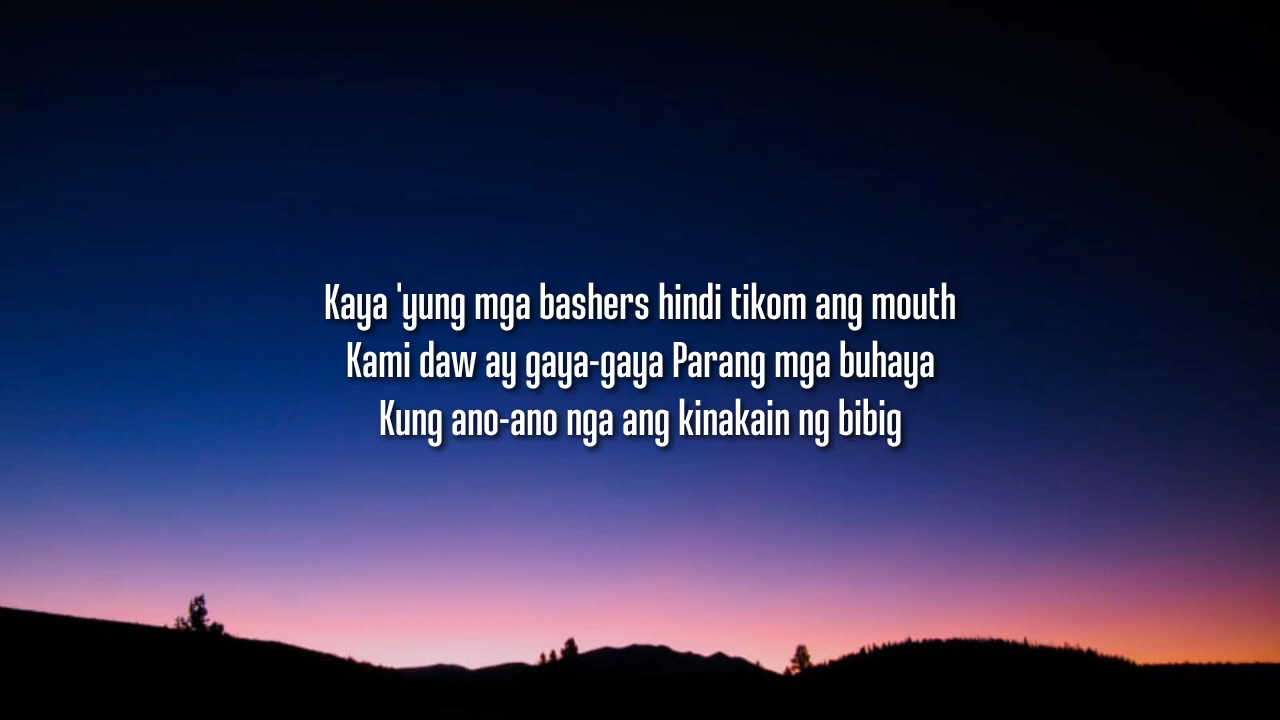 Kaya 'yung mga bashers hindi tikom ang mouth
Kami daw ay gaya-gaya Parang mga buhaya
Kung ano-ano nga ang kinakain ng bibig